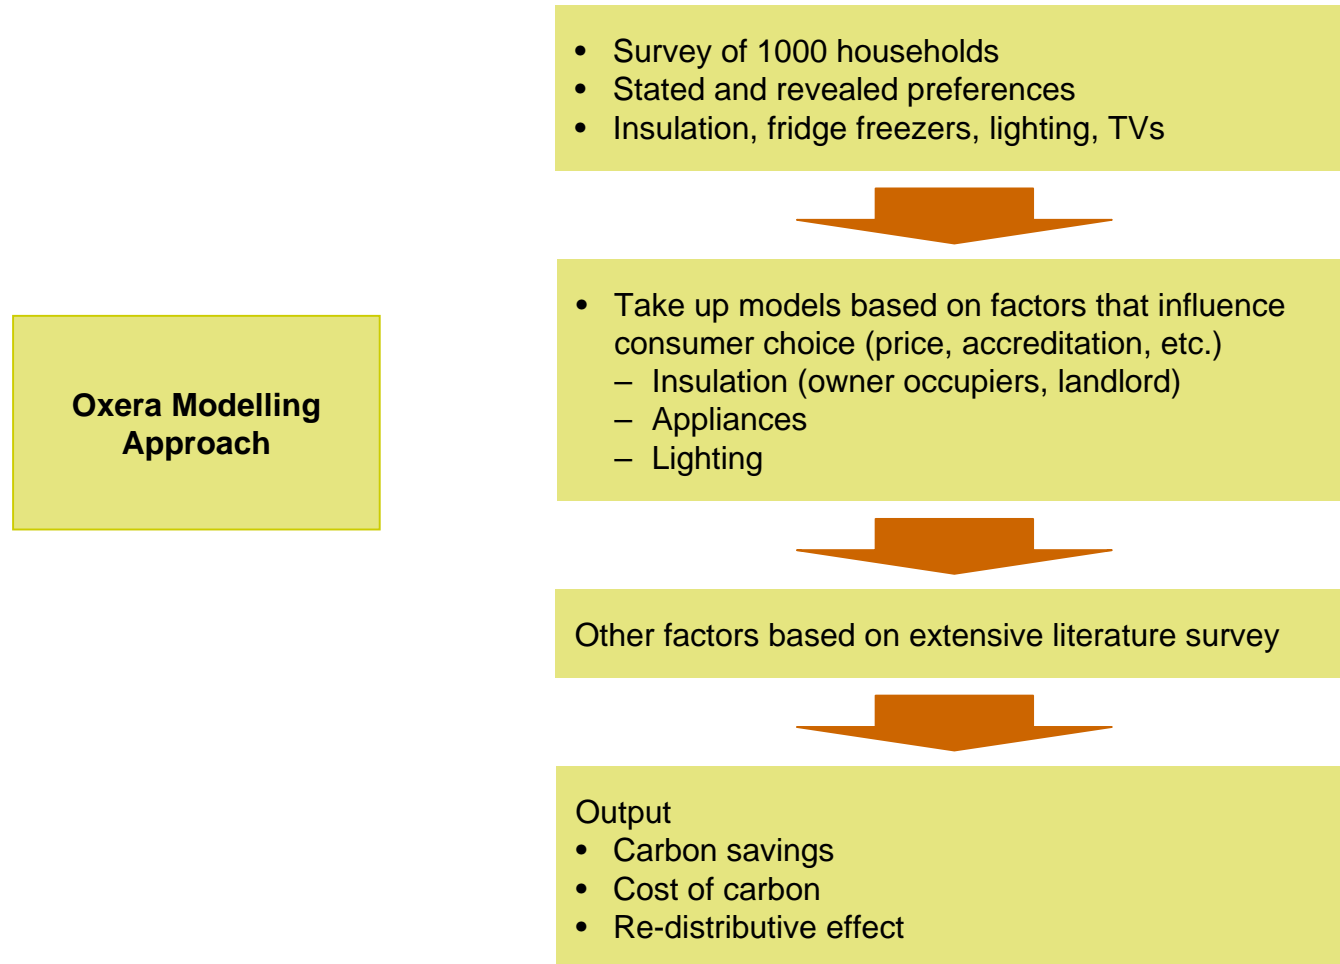 • Survey of 1000 households
• Stated and revealed preferences
• Insulation, fridge freezers, lighting, TVs
Oxera Modelling
Approach
• Take up models based on factors that influence
consumer choice (price, accreditation, etc.)
– Insulation (owner occupiers, landlord)
– Appliances
– Lighting
Other factors based on extensive literature survey
Output
• Carbon savings
• Cost of carbon
• Re-distributive effect